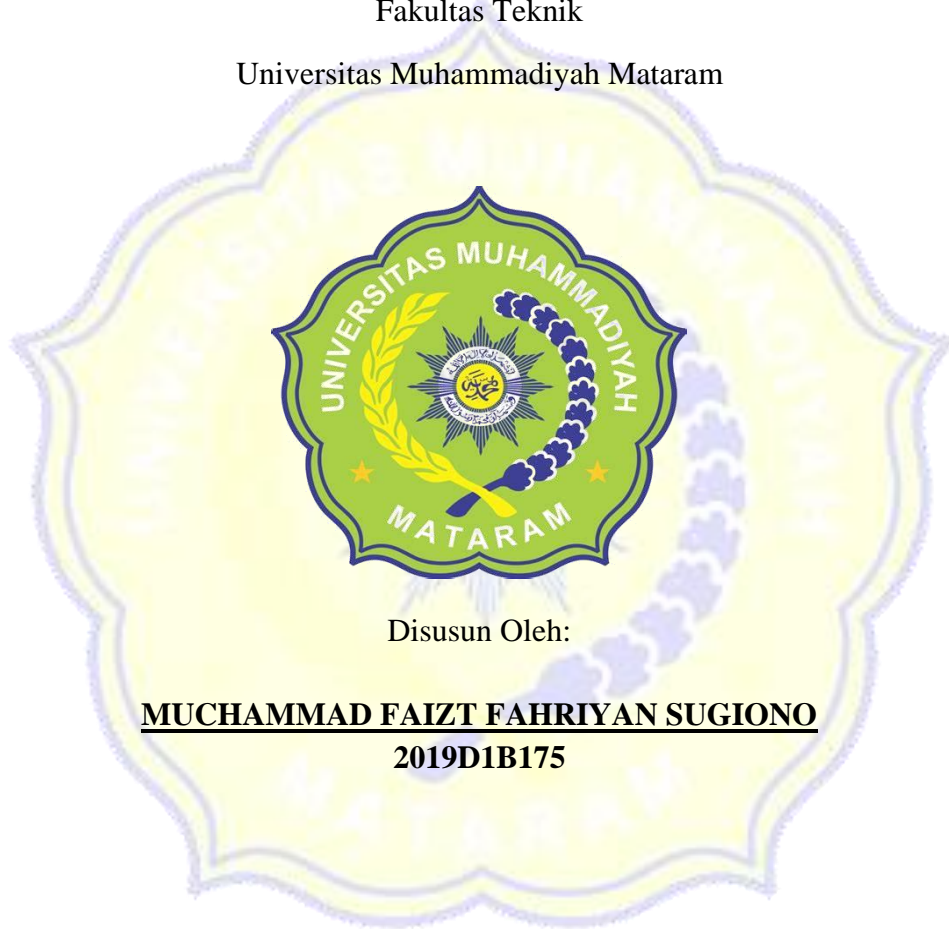 Fakultas Teknik
Universitas Muhammadiyah Mataram
UNIVERSITAS MUHAMMADIYAH
MATARAM
Disusun Oleh:
MUCHAMMAD FAIZT FAHRIYAN SUGIONO
2019D1B175